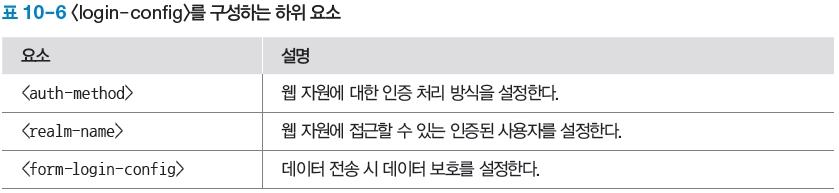 표 10-6 <login-config>를 구성하는 하위 요소
요소 설명
<auth-method> 웹 자원에 대한 인증 처리 방식을 설정한다.
<realm-name> 웹 자원에 접근할 수 있는 인증된 사용자를 설정한다.
<form-login-config> 데이터 전송 시 데이터 보호를 설정한다.